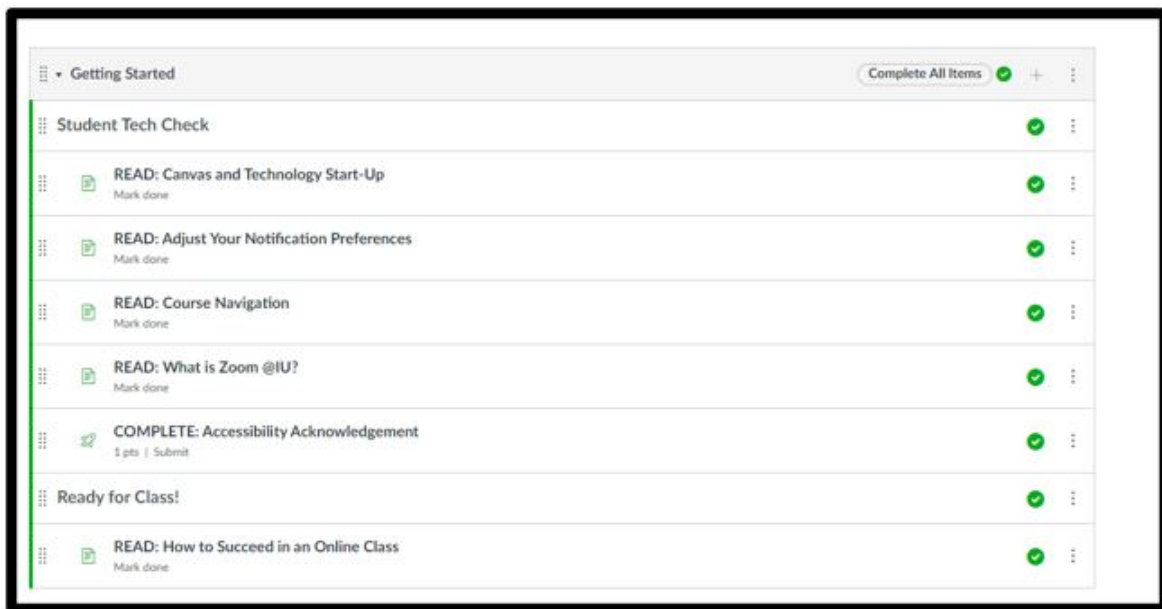 Getting Started
Complete All Items
Student Tech Check
READ: Canvas and Technology Start-Up
Mark done
READ: Adjust Your Notification Preferences
Mark done
READ: Course Navigation
Mark done
READ: What is Zoom @IU?
Mark done
COMPLETE: Accessibility Acknowledgement
1 pts | Submit
Ready for Class!
READ: How to Succeed in an Online Class
Mark done